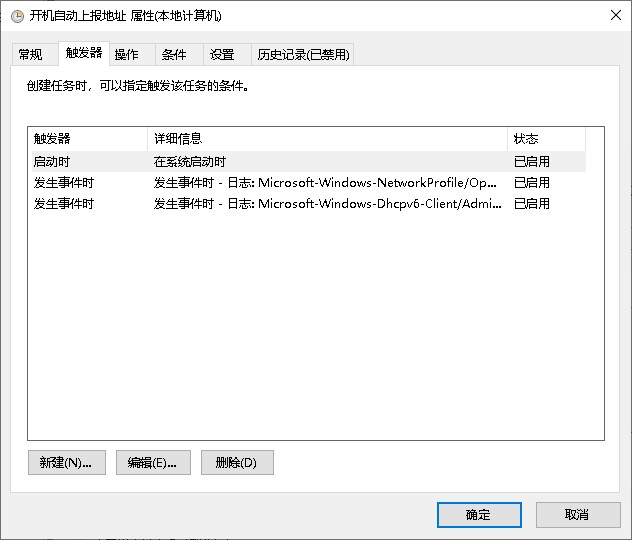 开机自动上报地址 属性(本地计算机)
常规 触发器 操作 条件 设置 历史记录(已禁用)
创建任务时，可以指定触发该任务的条件。
触发器 详细信息 状态
启动时 在系统启动时 已启用
发生事件时 发生事件时 - 日志: Microsoft-Windows-NetworkProfile/Op... 已启用
发生事件时 发生事件时 - 日志: Microsoft-Windows-Dhcpv6-Client/Admi... 已启用
新建(N)... 编辑(E)... 删除(D)
确定 取消